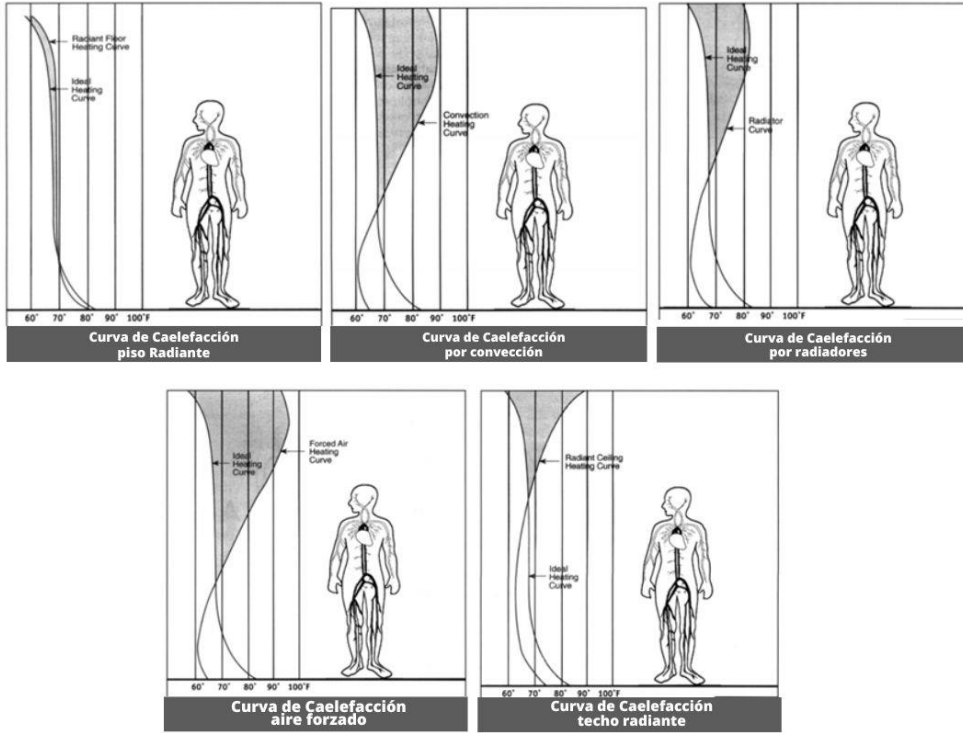 Radiant Floor
Heating Curve
Ideal
Heating
Curve
60˚ 70˚ 80˚ 90˚ 100˚F
Curva de Caelefacción
piso Radiante
Ideal
Heating
Curve
Convection
Heating
Curve
60˚ 70˚ 80˚ 90˚ 100˚F
Curva de Caelefacción
por convección
Ideal
Heating
Curve
Radiator
Curve
60˚ 70˚ 80˚ 90˚ 100˚F
Curva de Caelefacción
por radiadores
Forced Air
Heating
Curve
Ideal
Heating
Curve
60˚ 70˚ 80˚ 90˚ 100˚F
Curva de Caelefacción
aire forzado
Radiant Ceiling
Heating Curve
Ideal
Heating
Curve
60˚ 70˚ 80˚ 90˚ 100˚F
Curva de Caelefacción
techo radiante